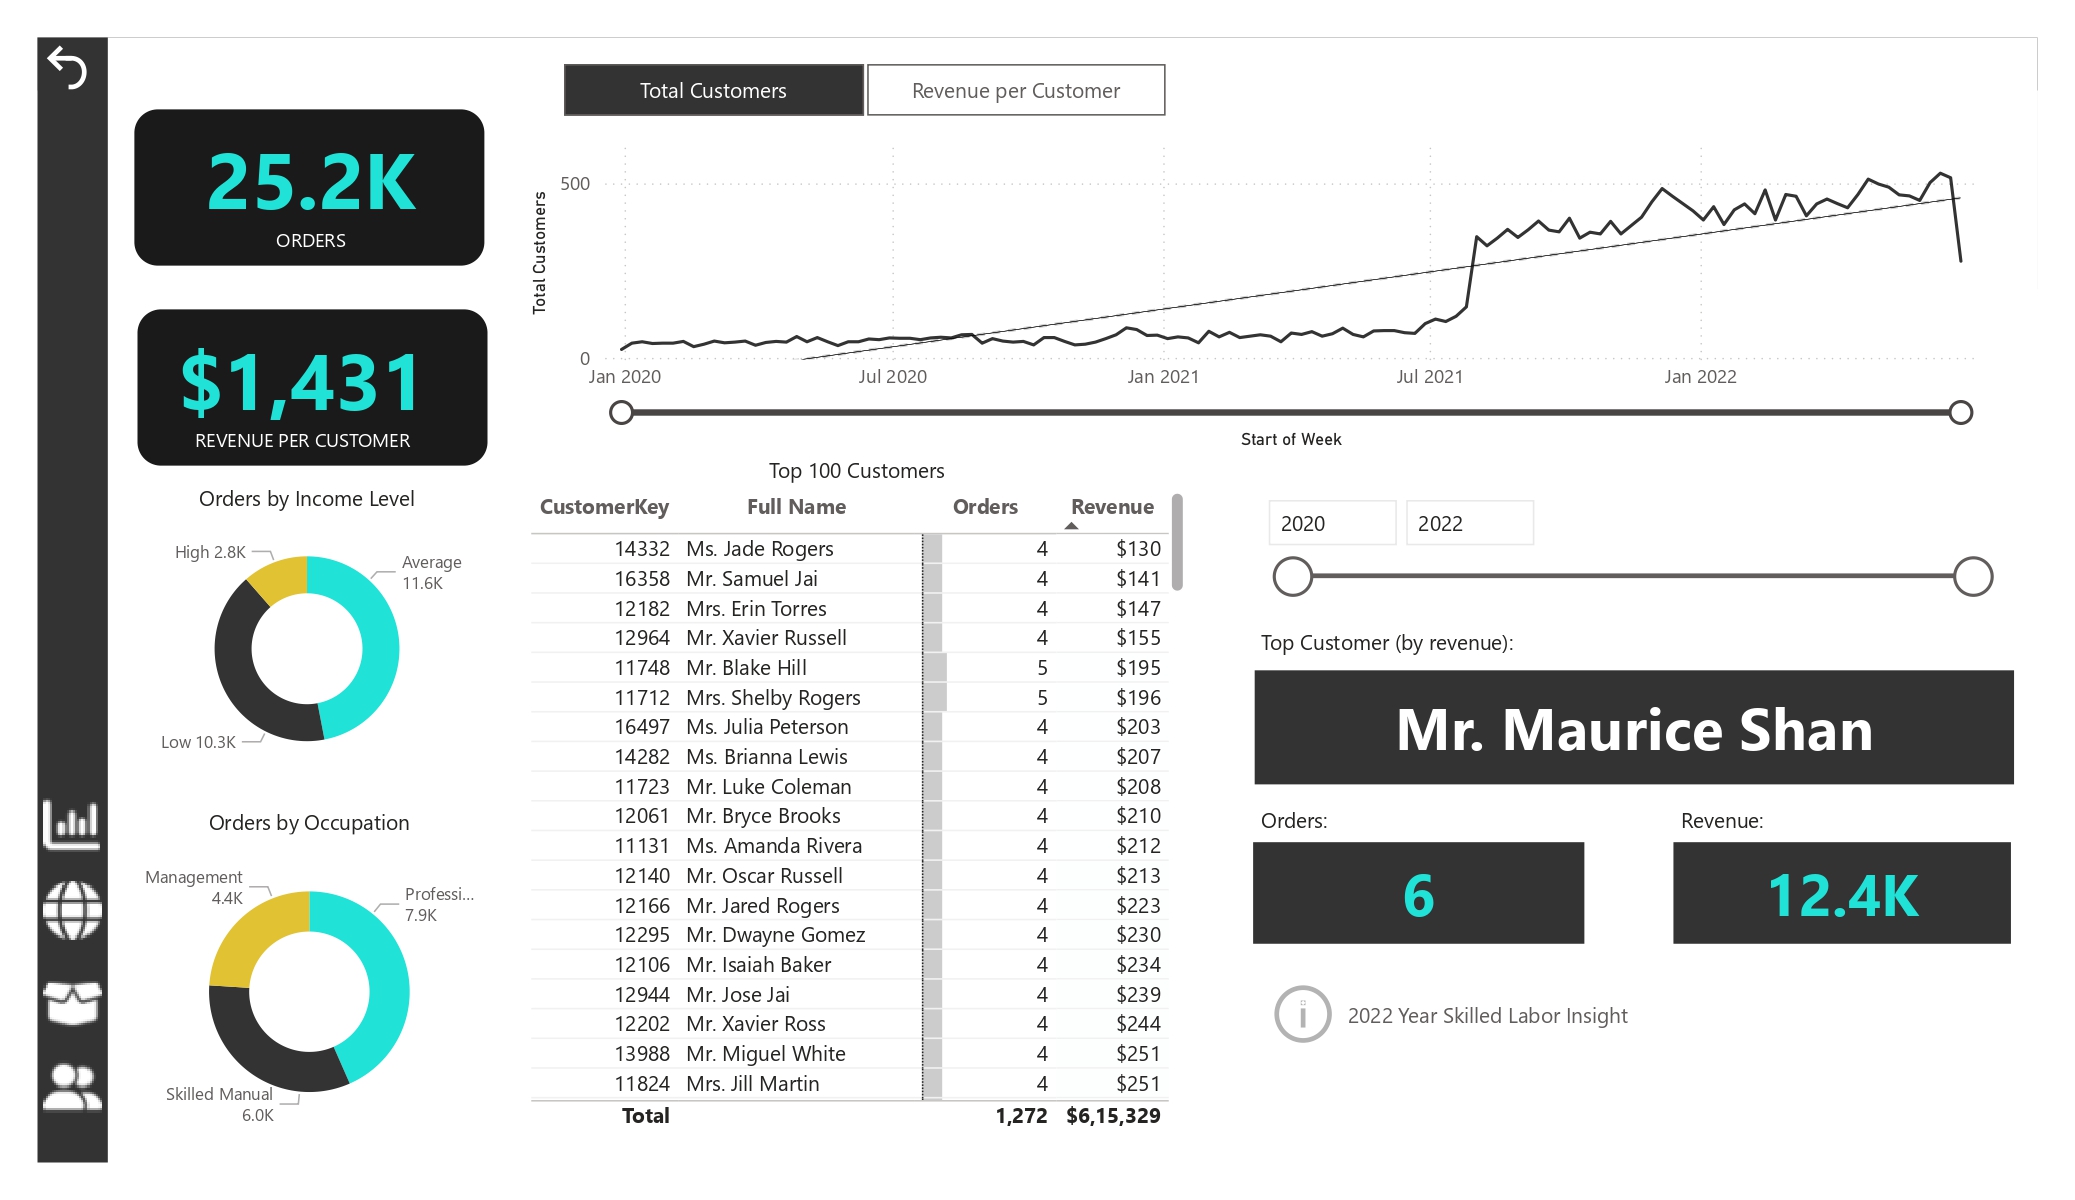 Total Customers
Revenue per Customer
25.2K
ORDERS
$1,431
REVENUE PER CUSTOMER
Total Customers
500
0
Jan 2020 Jul 2020 Jan 2021 Jul 2021 Jan 2022
Start of Week
Orders by Income Level
High 2.8K
Average
11.6K
Low 10.3K
Orders by Occupation
Management
4.4K
Professi...
7.9K
Skilled Manual
6.0K
Top 100 Customers
CustomerKey Full Name Orders Revenue
14332 Ms. Jade Rogers 4 $130
16358 Mr. Samuel Jai 4 $141
12182 Mrs. Erin Torres 4 $147
12964 Mr. Xavier Russell 4 $155
11748 Mr. Blake Hill 5 $195
11712 Mrs. Shelby Rogers 5 $196
16497 Ms. Julia Peterson 4 $203
14282 Ms. Brianna Lewis 4 $207
11723 Mr. Luke Coleman 4 $208
12061 Mr. Bryce Brooks 4 $210
11131 Ms. Amanda Rivera 4 $212
12140 Mr. Oscar Russell 4 $213
12166 Mr. Jared Rogers 4 $223
12295 Mr. Dwayne Gomez 4 $230
12106 Mr. Isaiah Baker 4 $234
12944 Mr. Jose Jai 4 $239
12202 Mr. Xavier Ross 4 $244
13988 Mr. Miguel White 4 $251
11824 Mrs. Jill Martin 4 $251
Total 1,272 $6,15,329
2020 2022
Top Customer (by revenue):
Mr. Maurice Shan
Orders: Revenue:
6 12.4K
2022 Year Skilled Labor Insight